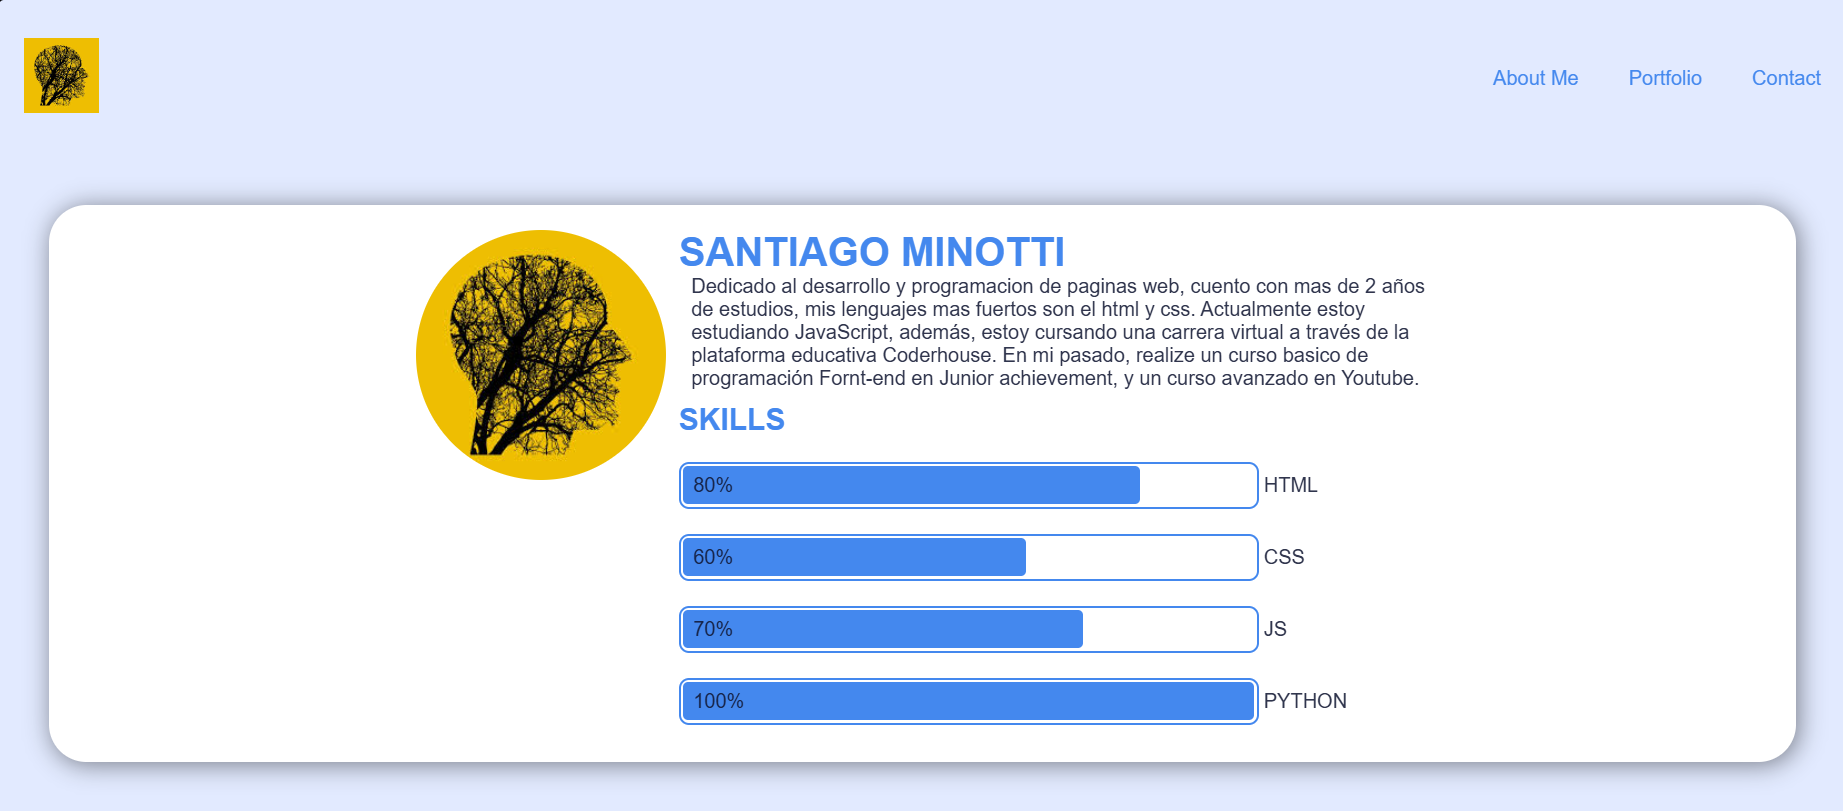 About Me Portfolio Contact
SANTIAGO MINOTTI
Dedicado al desarrollo y programacion de paginas web, cuento con mas de 2 años
de estudios, mis lenguajes mas fuertos son el html y css. Actualmente estoy
estudiando JavaScript, además, estoy cursando una carrera virtual a través de la
plataforma educativa Coderhouse. En mi pasado, realize un curso basico de
programación Fornt-end en Junior achievement, y un curso avanzado en Youtube.
SKILLS
80% HTML
60% CSS
70% JS
100% PYTHON